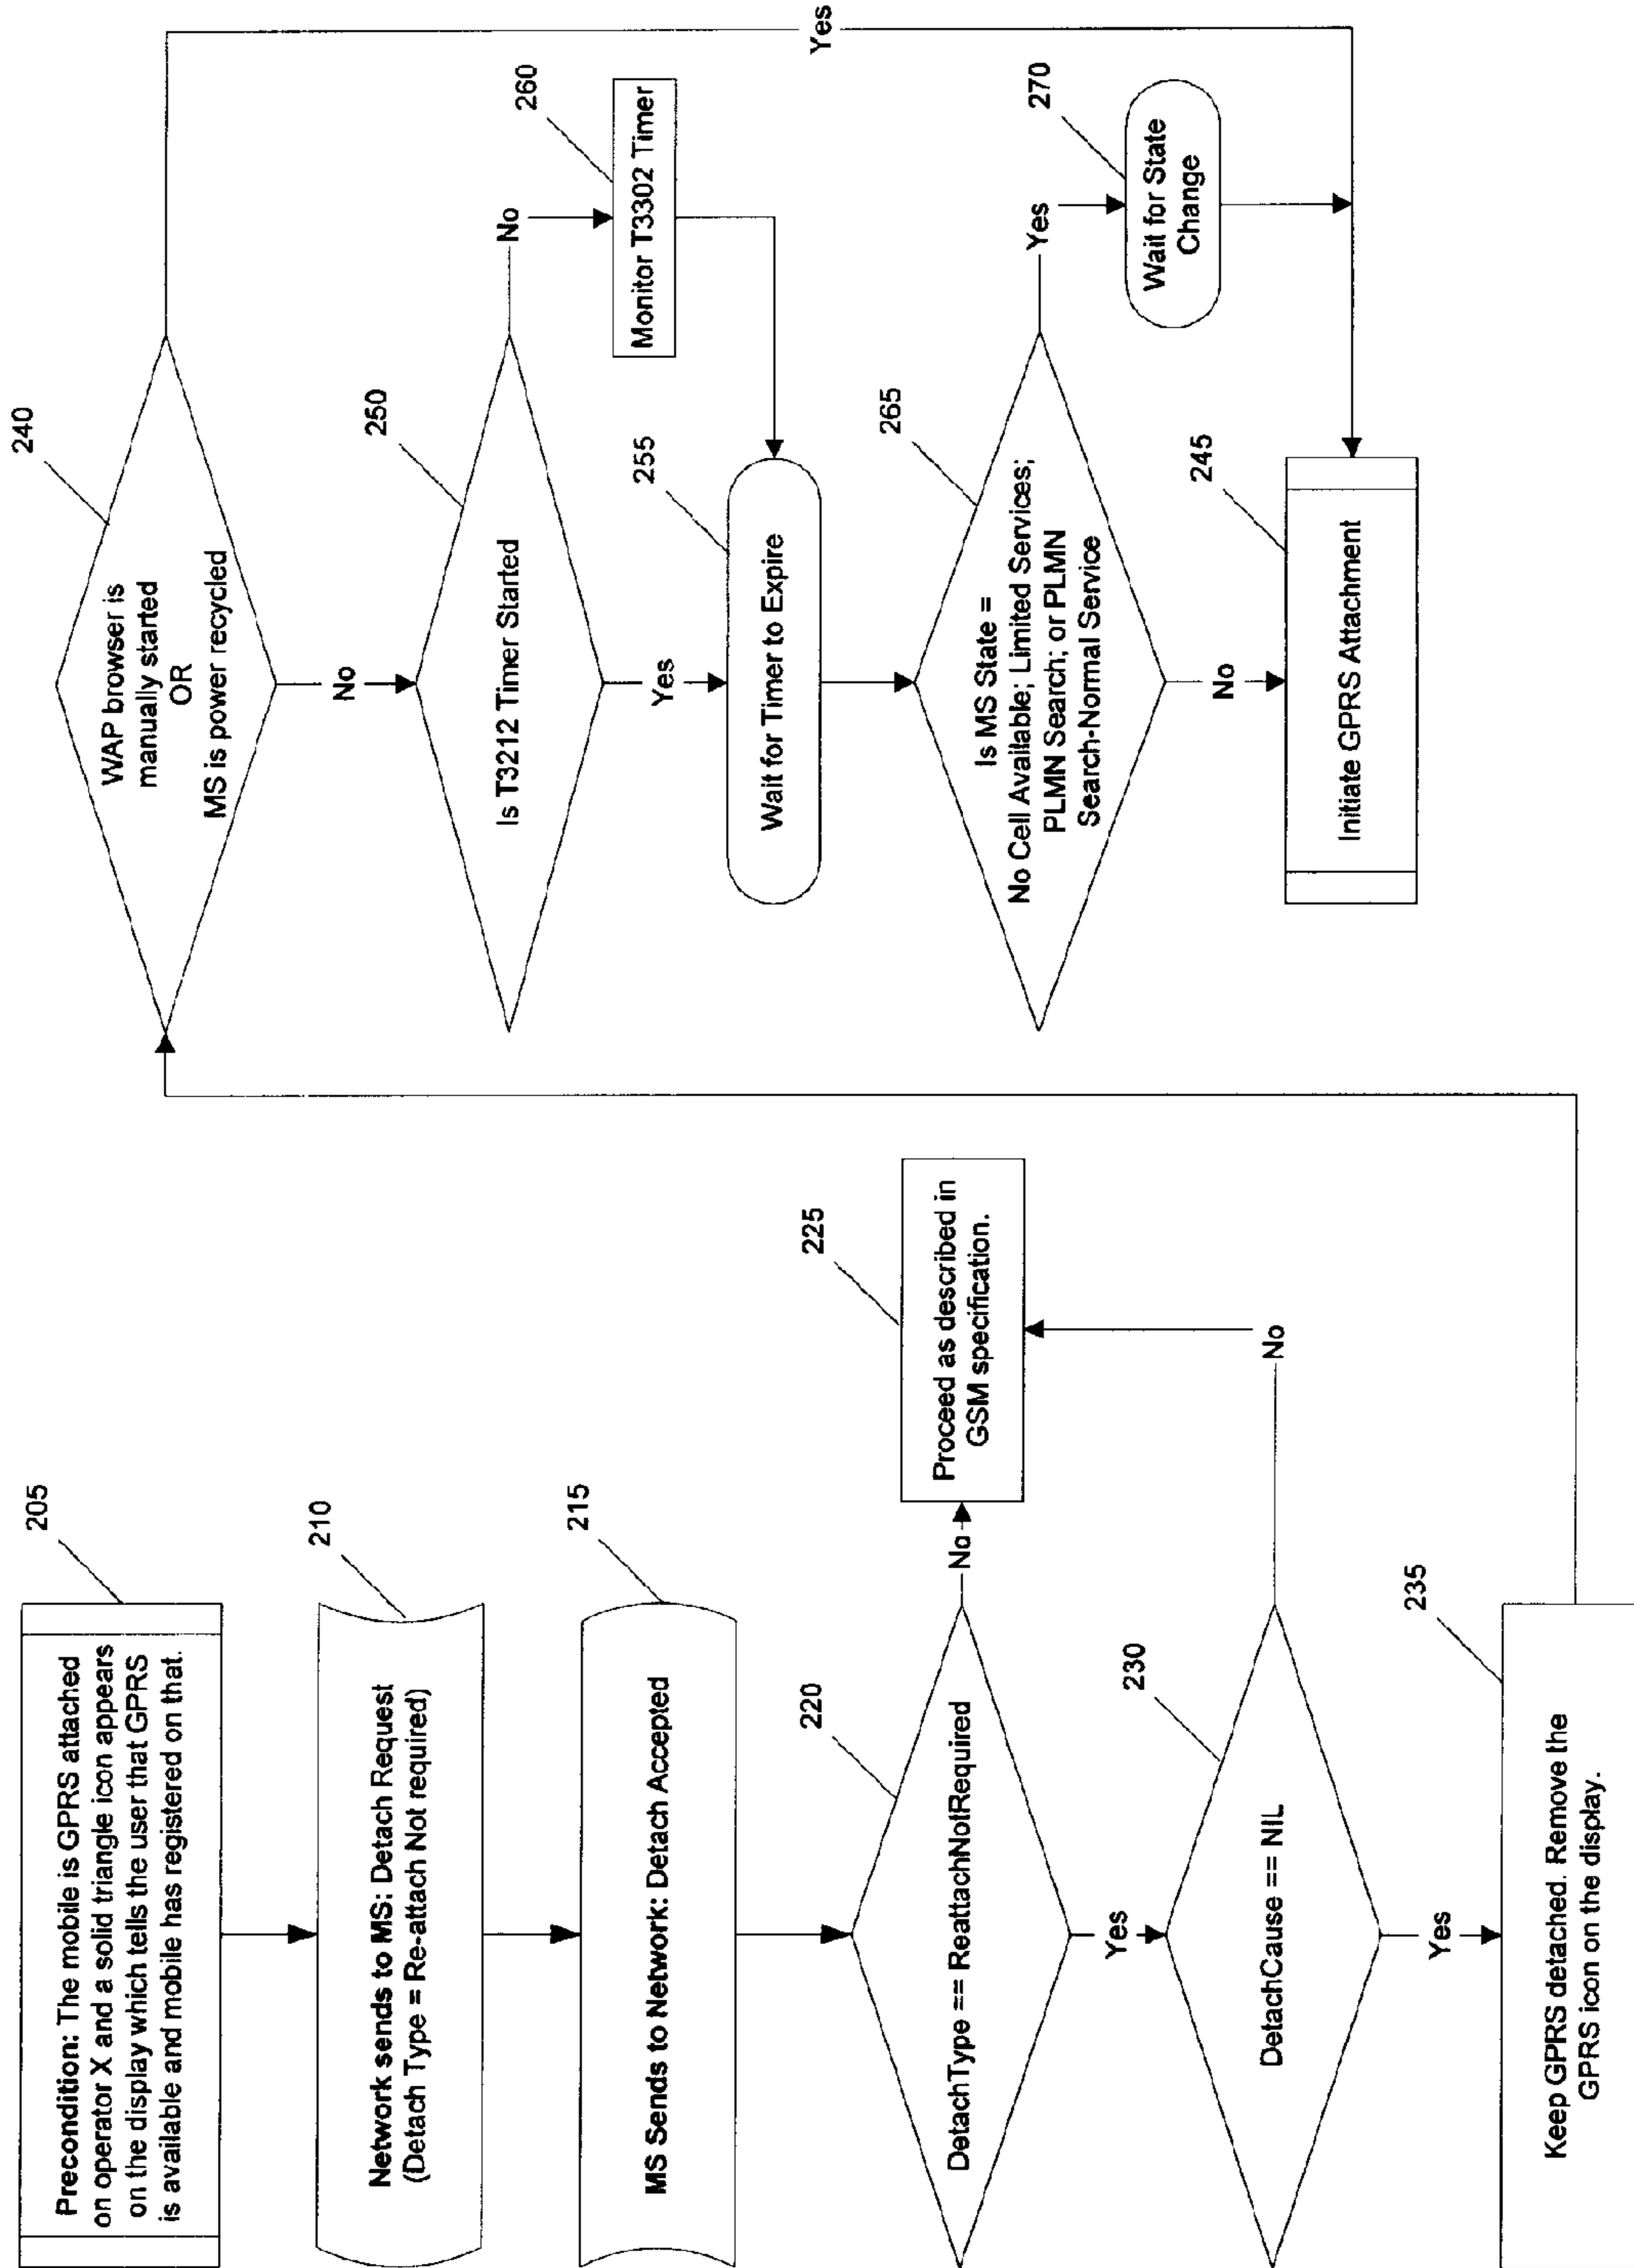 205
Precondition: The mobile is GPRS attached
on operator X and a solid triangle icon appears
on the display which tells the user that GPRS
is available and mobile has registered on that.
210
Network sends to MS: Detach Request
(Detach Type = Re-attach Not required)
215
MS Sends to Network: Detach Accepted
220
DetachType == ReattachNotRequired
No
Yes
225
Proceed as described in
GSM specification.
230
DetachCause == NIL
No
Yes
235
Keep GPRS detached. Remove the
GPRS icon on the display.
240
WAP browser is
manually started
OR
MS is power recycled
Yes
No
250
Is T3212 Timer Started
No
Yes
260
Monitor T3302 Timer
255
Wait for Timer to Expire
265
Is MS State =
No Cell Available; Limited Services;
PLMN Search; or PLMN
Search-Normal Service
Yes
No
270
Wait for State
Change
245
Initiate GPRS Attachment